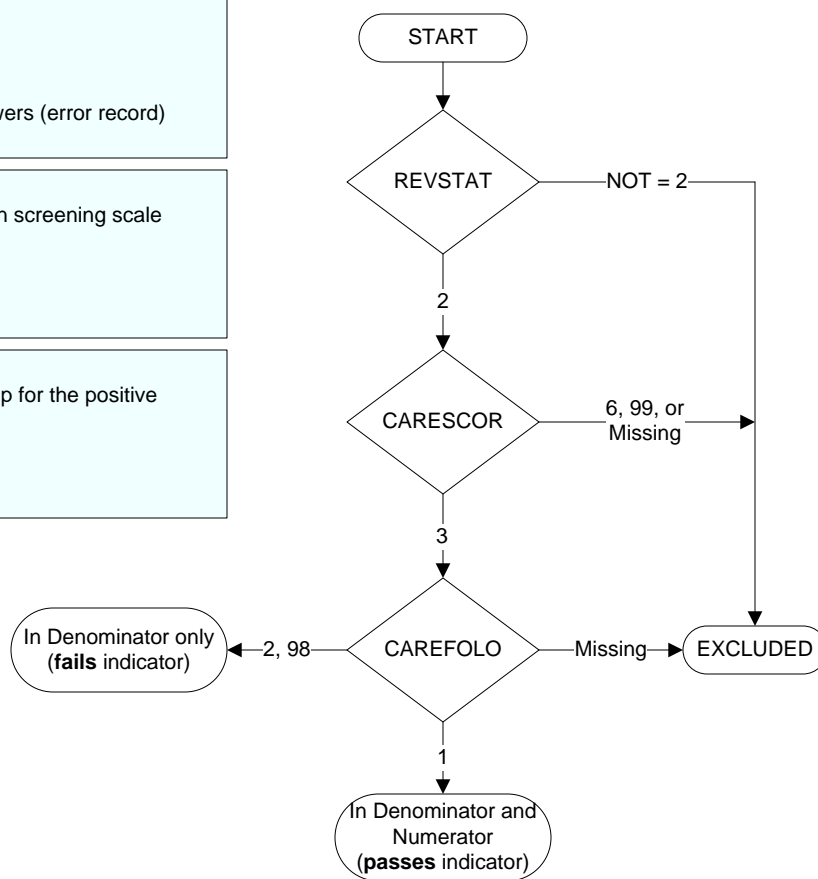 (error record)
screening scale
for the positive
START
REVSTAT
NOT = 2
2
CARESCOR
6, 99, or
Missing
3
CAREFOLO
In Denominator only
(fails indicator)
2, 98
Missing
EXCLUDED
1
In Denominator and
Numerator
(passes indicator)